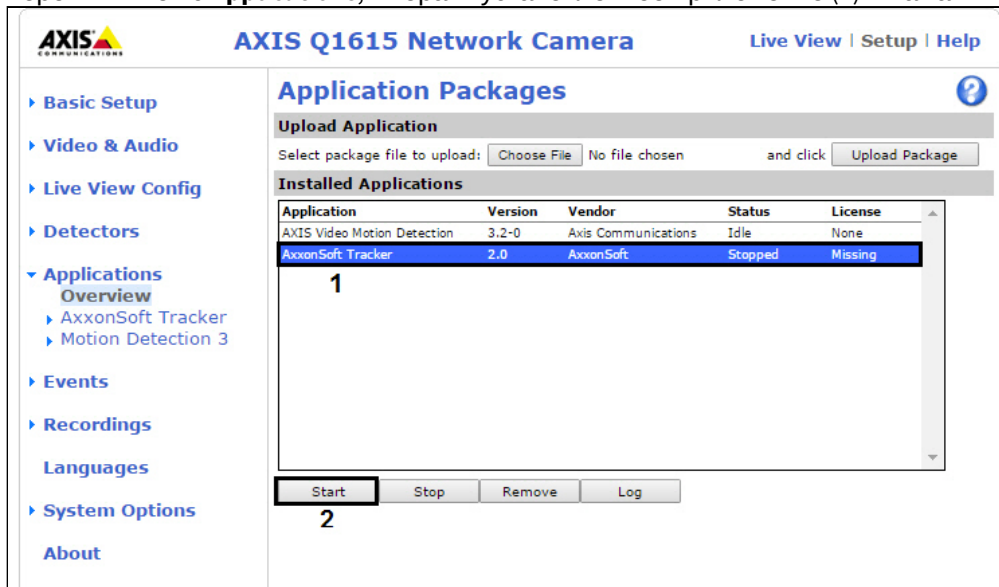 AXIS
COMMUNICATIONS
AXIS Q1615 Network Camera
Live View | Setup | Help
Basic Setup
Video & Audio
Live View Config
Detectors
Applications
Overview
AxxonSoft Tracker
Motion Detection 3
Events
Recordings
Languages
System Options
About
Application Packages
?
Upload Application
Select package file to upload: Choose File No file chosen and click Upload Package
Installed Applications
Application Version Vendor Status License
AXIS Video Motion Detection 3.2-0 Axis Communications Idle None
AxxonSoft Tracker 2.0 AxxonSoft Stopped Missing
1
Start Stop Remove Log
2